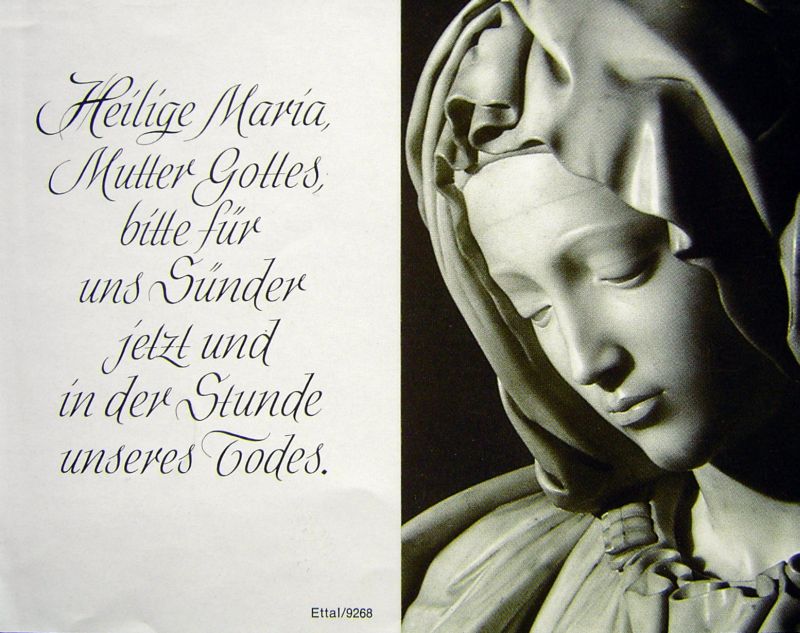 Heilige Maria,
Mutter Gottes,
bitte für
uns Sünder
jetzt und
in der Stunde
unseres Todes.
Ettal/9268